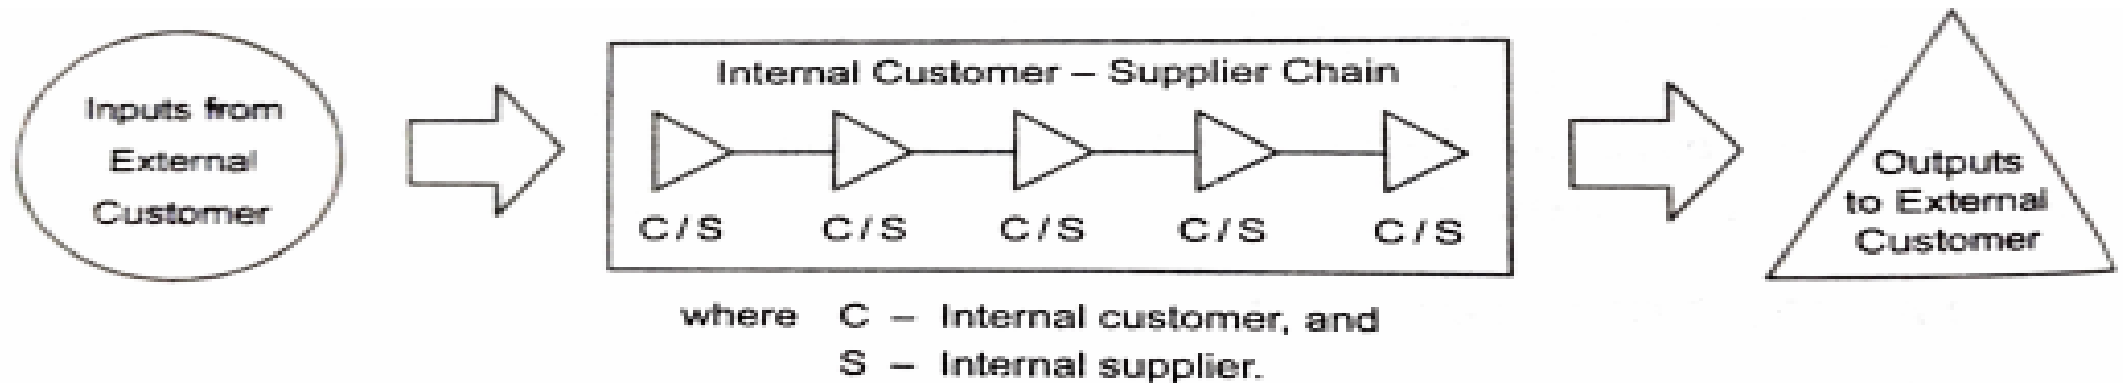 Inputs from
External
Customer
Internal Customer – Supplier Chain
C / S C / S C / S C / S C / S
where C – Internal customer, and
S – Internal supplier.
Outputs
to External
Customer